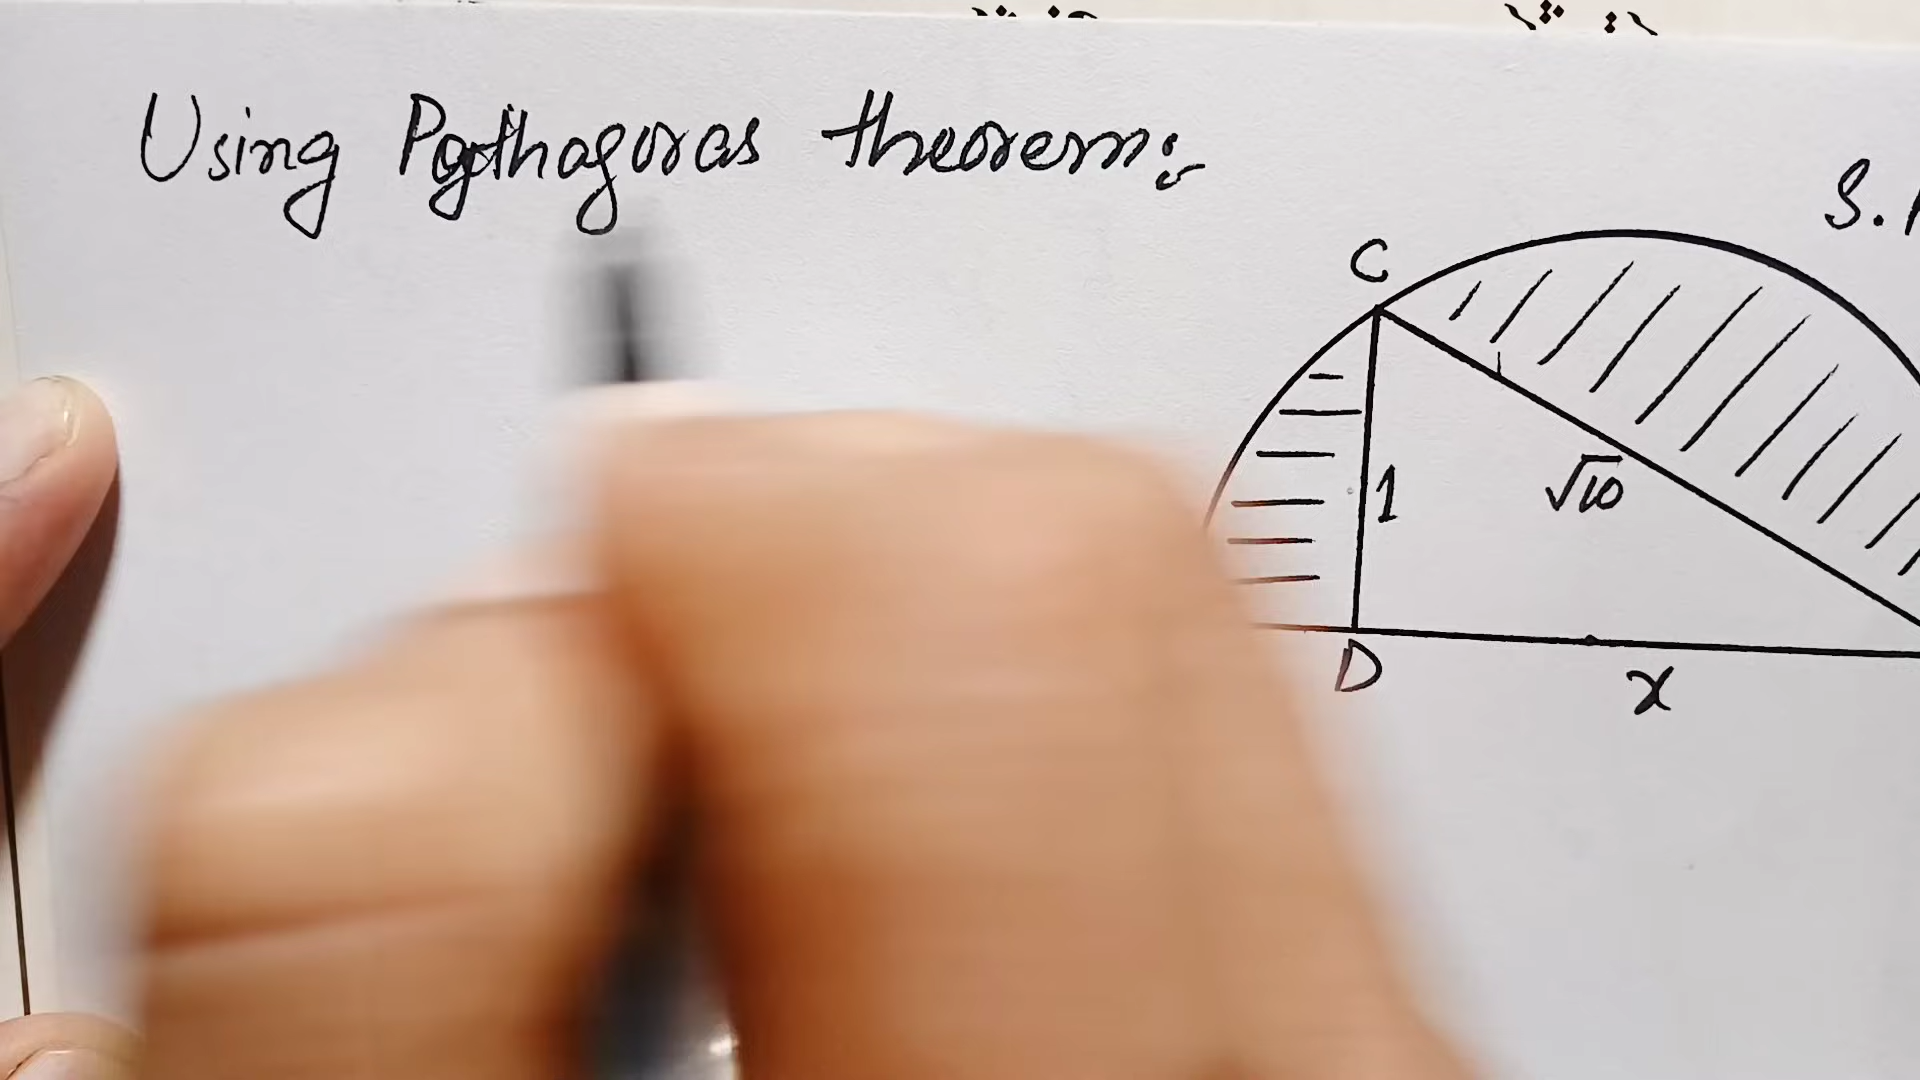 Using Pythagoras theorem:-
S.
C
1
√10
D
x